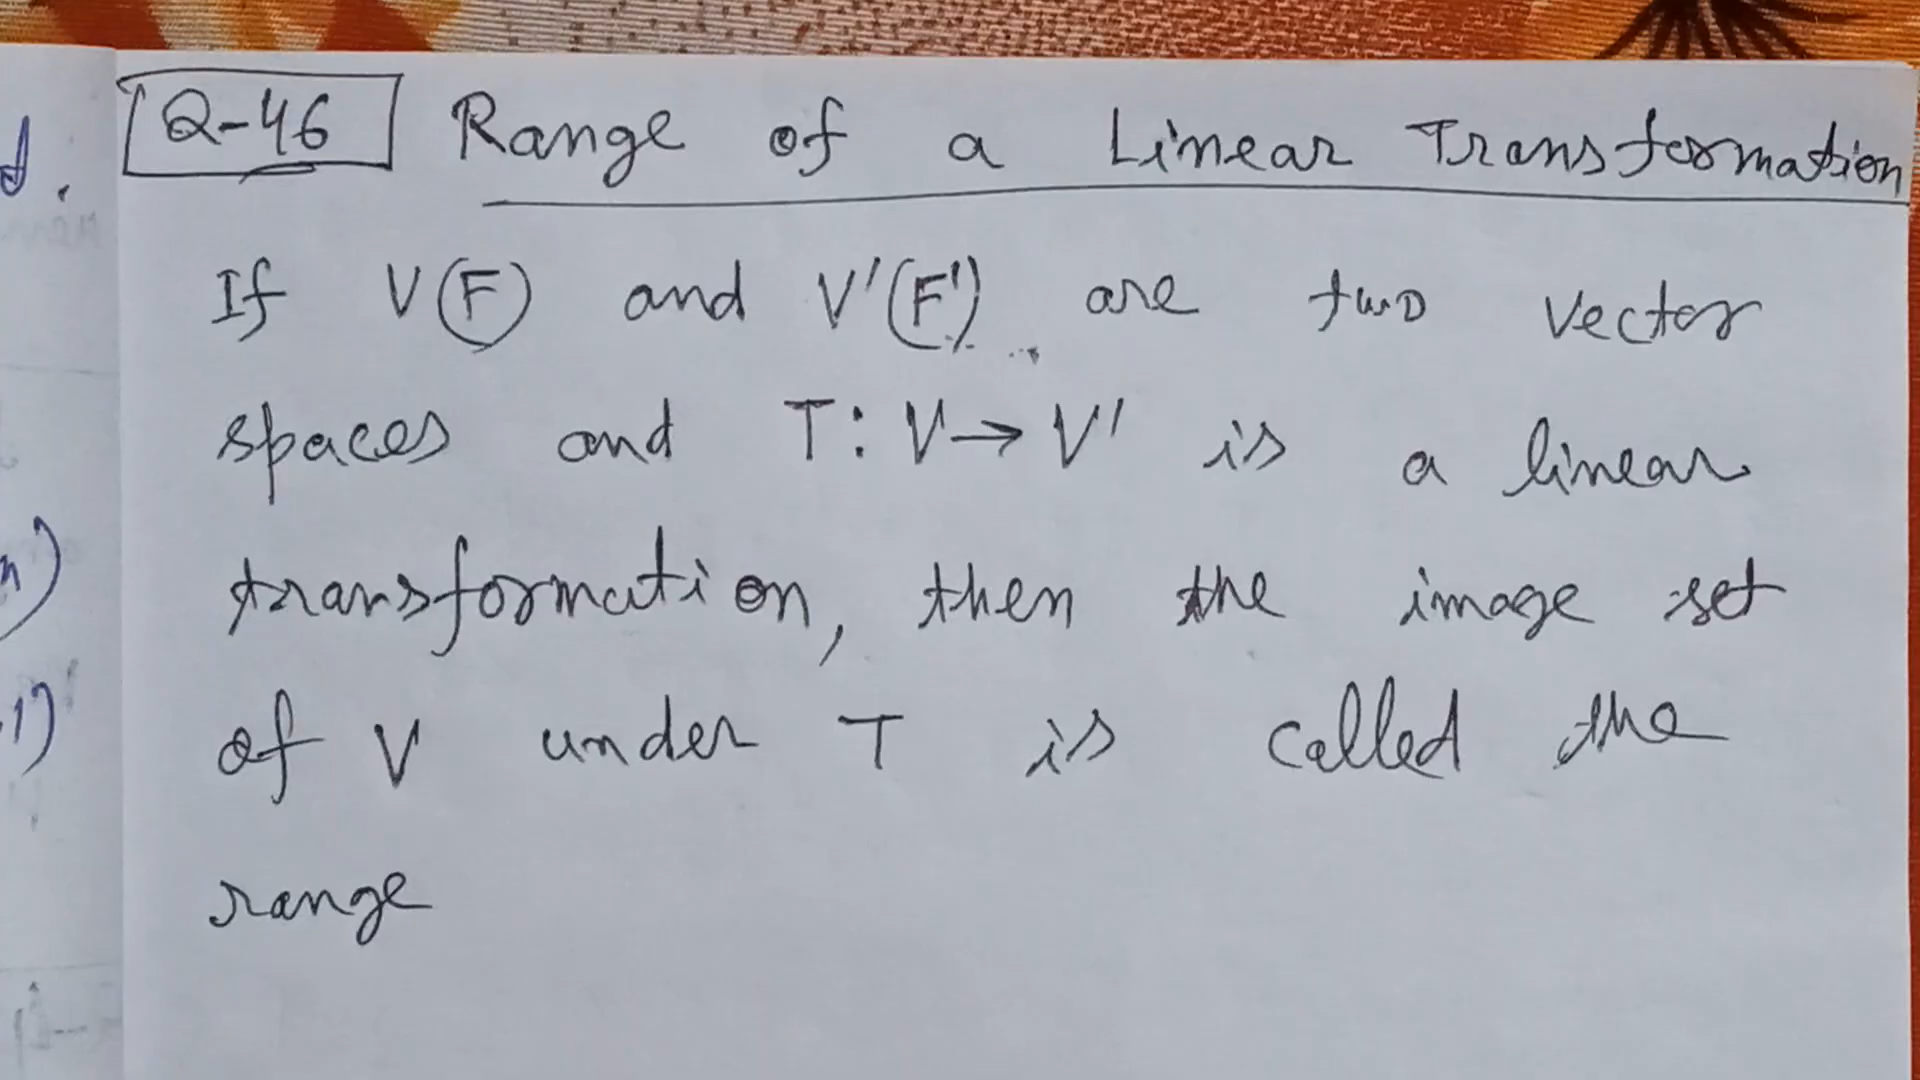 Q-46 Range of a Linear Transformation
If V(F) and V'(F') are two vector
spaces and T: V→V' is a linear
transformation, then the image set
of V under T is called the
range
d.
n)
1)